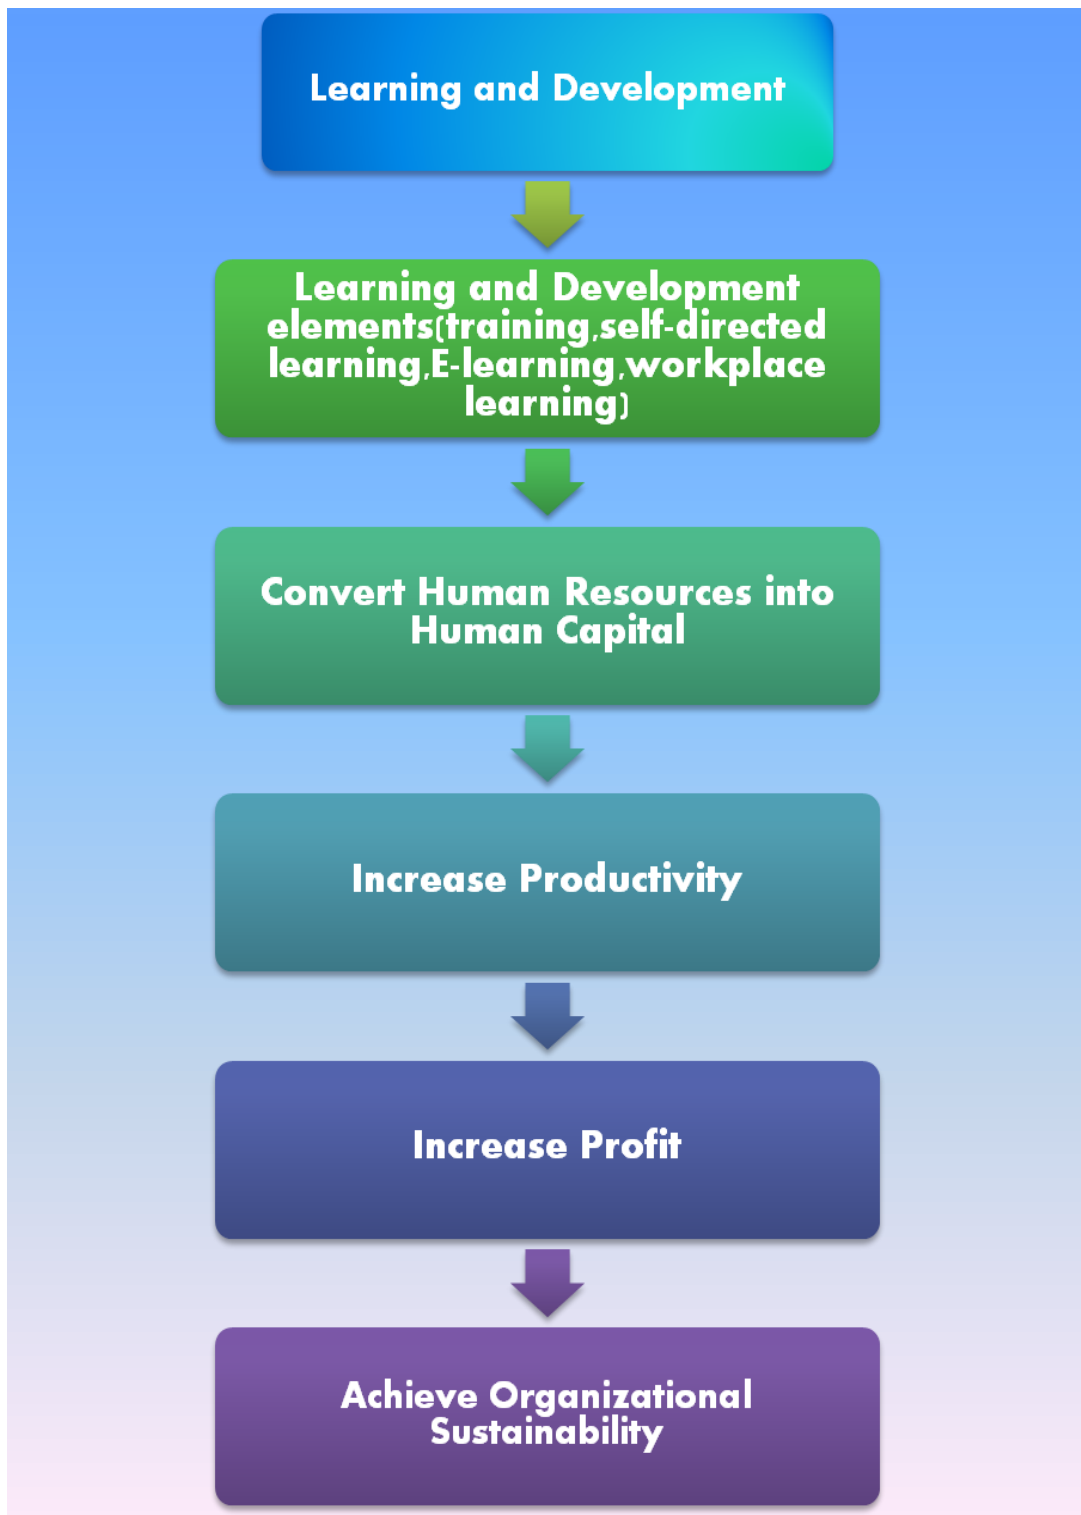 Learning and Development
Learning and Development
elements(training,self-directed
learning,E-learning,workplace
learning)
Convert Human Resources into
Human Capital
Increase Productivity
Increase Profit
Achieve Organizational
Sustainability